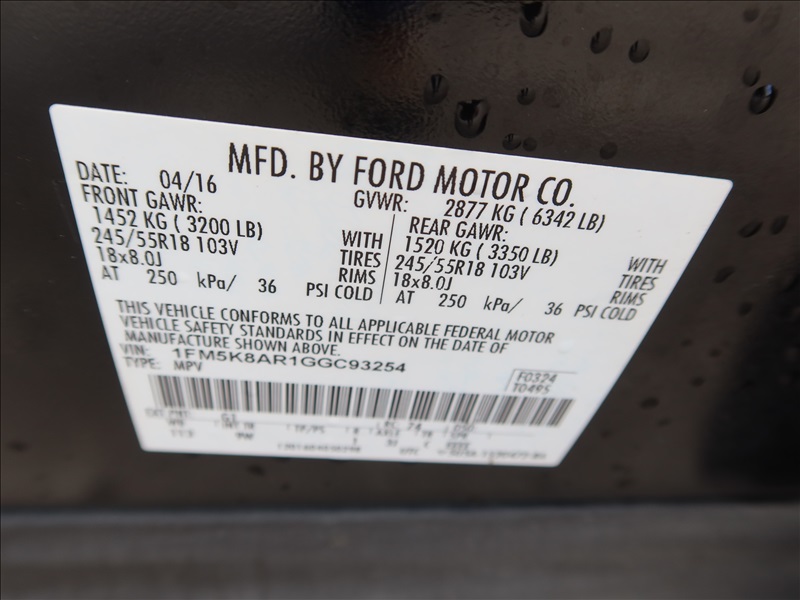 MFD. BY FORD MOTOR CO.
DATE: 04/16 GVWR: 2877 KG ( 6342 LB)
FRONT GAWR: REAR GAWR:
1452 KG ( 3200 LB) WITH 1520 KG ( 3350 LB) WITH
245/55R18 103V TIRES 245/55R18 103V TIRES
18x8.0J RIMS 18x8.0J RIMS
AT 250 kPa/ 36 PSI COLD AT 250 kPa/ 36 PSI COLD
THIS VEHICLE CONFORMS TO ALL APPLICABLE FEDERAL MOTOR
VEHICLE SAFETY STANDARDS IN EFFECT ON THE DATE OF
MANUFACTURE SHOWN ABOVE.
VIN: 1FM5K8AR1GGC93254
TYPE: MPV
F0324
T0495
EXT PNT: G1